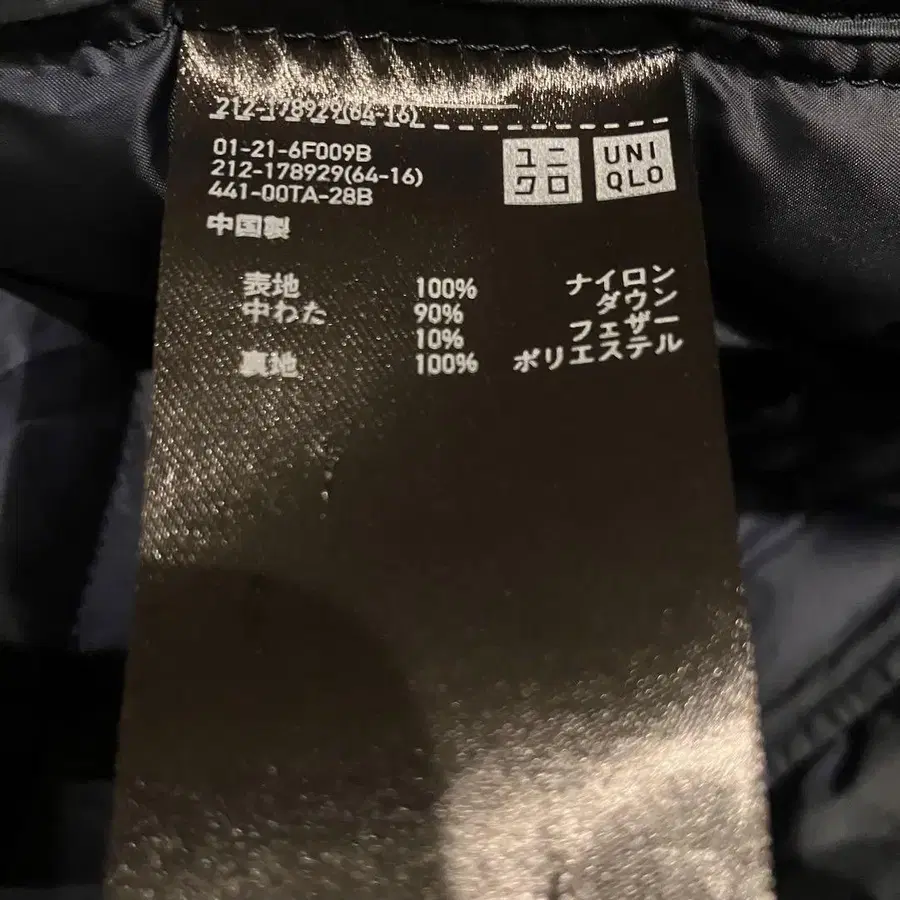 212-178929(64-16)
01-21-6F009B
212-178929(64-16)
441-00TA-28B
中国製
ユニ
クロ
UNI
QLO
表地 100% ナイロン
中わた 90% ダウン
10% フェザー
裏地 100% ポリエステル